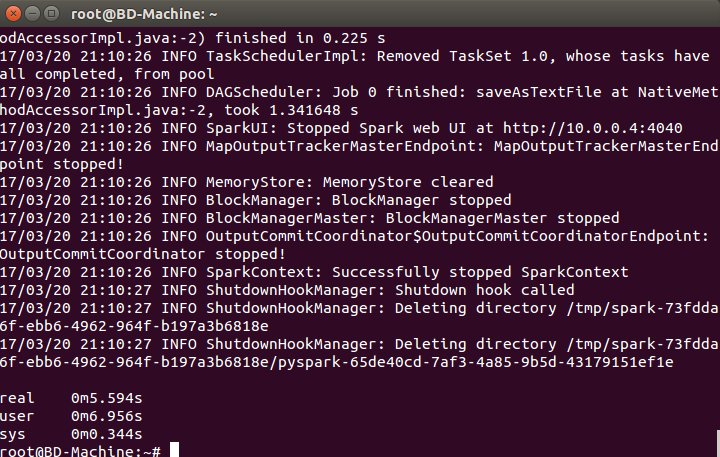 root@BD-Machine: ~
odAccessorImpl.java:-2) finished in 0.225 s
17/03/20 21:10:26 INFO TaskSchedulerImpl: Removed TaskSet 1.0, whose tasks have
all completed, from pool
17/03/20 21:10:26 INFO DAGScheduler: Job 0 finished: saveAsTextFile at NativeMet
hodAccessorImpl.java:-2, took 1.341648 s
17/03/20 21:10:26 INFO SparkUI: Stopped Spark web UI at http://10.0.0.4:4040
17/03/20 21:10:26 INFO MapOutputTrackerMasterEndpoint: MapOutputTrackerMasterEnd
point stopped!
17/03/20 21:10:26 INFO MemoryStore: MemoryStore cleared
17/03/20 21:10:26 INFO BlockManager: BlockManager stopped
17/03/20 21:10:26 INFO BlockManagerMaster: BlockManagerMaster stopped
17/03/20 21:10:26 INFO OutputCommitCoordinator$OutputCommitCoordinatorEndpoint:
OutputCommitCoordinator stopped!
17/03/20 21:10:26 INFO SparkContext: Successfully stopped SparkContext
17/03/20 21:10:27 INFO ShutdownHookManager: Shutdown hook called
17/03/20 21:10:27 INFO ShutdownHookManager: Deleting directory /tmp/spark-73fdda
6f-ebb6-4962-964f-b197a3b6818e
17/03/20 21:10:27 INFO ShutdownHookManager: Deleting directory /tmp/spark-73fdda
6f-ebb6-4962-964f-b197a3b6818e/pyspark-65de40cd-7af3-4a85-9b5d-43179151ef1e
real    0m5.594s
user    0m6.956s
sys     0m0.344s
root@BD-Machine:~#